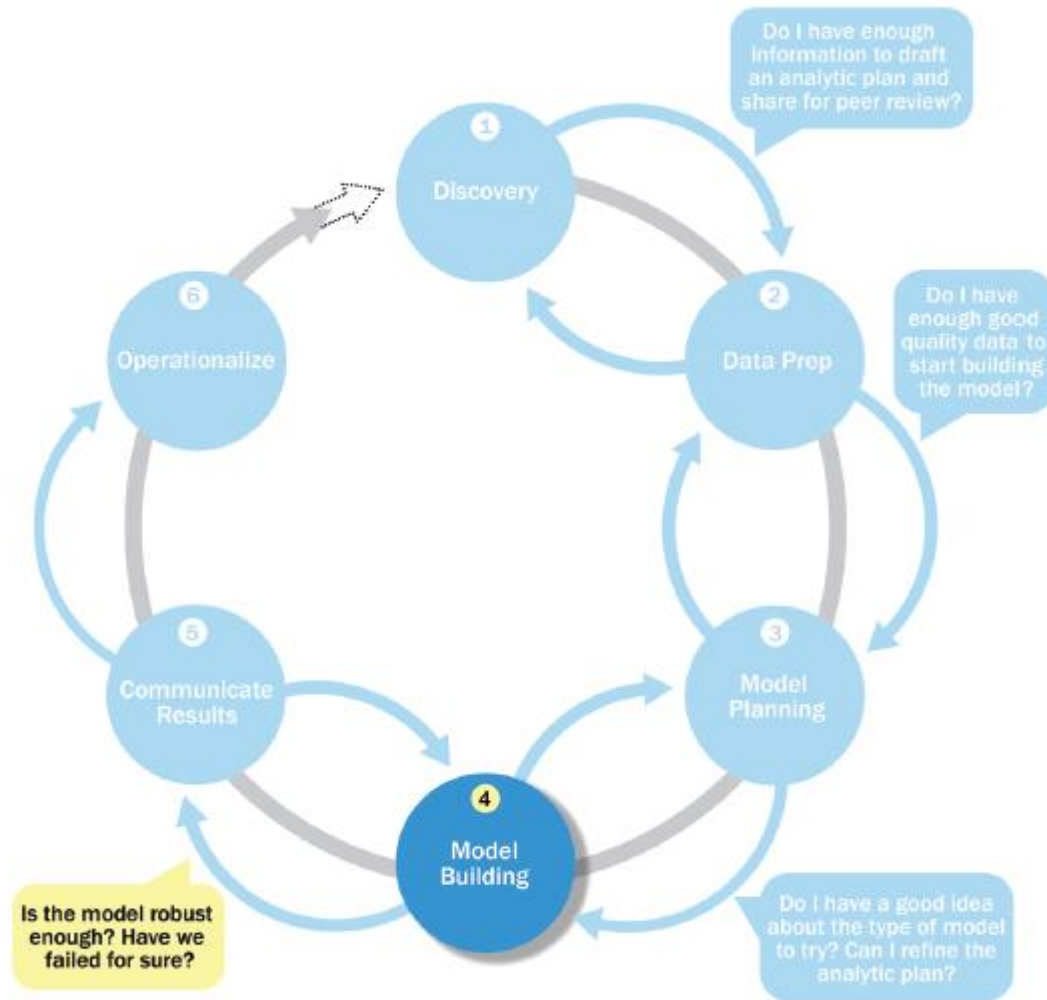 Do I have enough
information to draft
an analytic plan and
share for peer review?
1
Discovery
2
Data Prep
Do I have
enough good
quality data to
start building
the model?
3
Model
Planning
Do I have a good idea
about the type of model
to try? Can I refine the
analytic plan?
4
Model
Building
Is the model robust
enough? Have we
failed for sure?
5
Communicate
Results
6
Operationalize